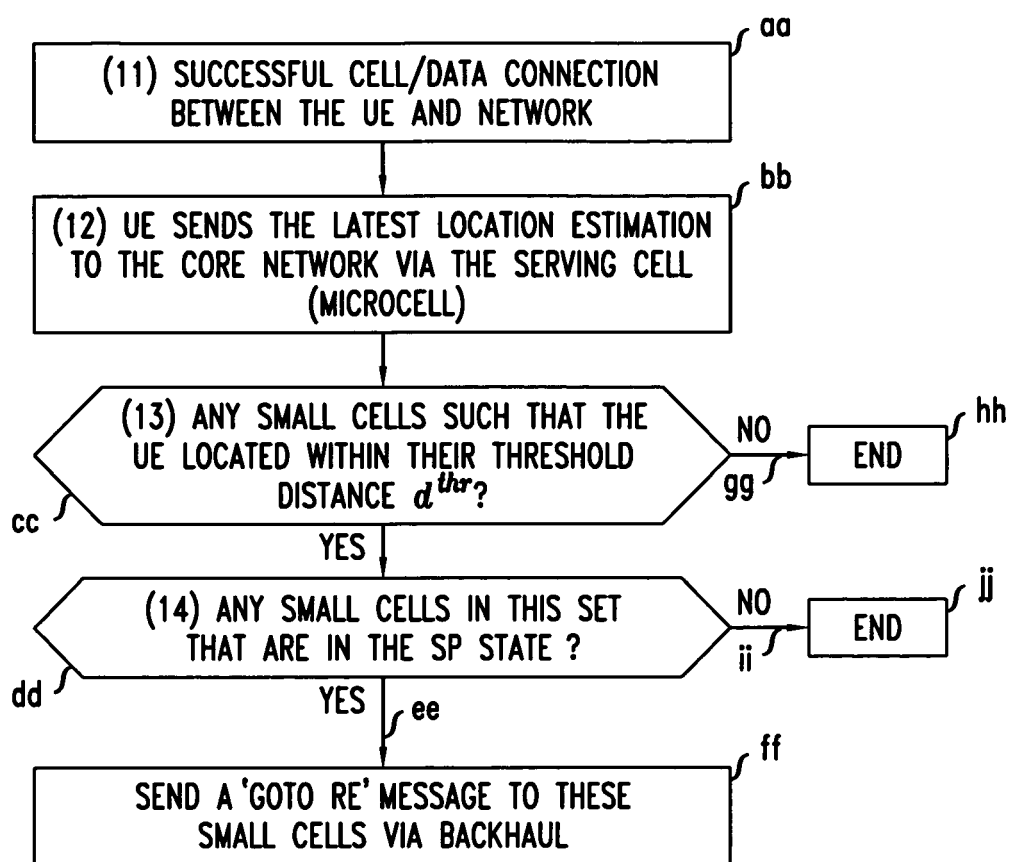 aa
(11) SUCCESSFUL CELL/DATA CONNECTION
BETWEEN THE UE AND NETWORK
bb
(12) UE SENDS THE LATEST LOCATION ESTIMATION
TO THE CORE NETWORK VIA THE SERVING CELL
(MICROCELL)
(13) ANY SMALL CELLS SUCH THAT THE
UE LOCATED WITHIN THEIR THRESHOLD
DISTANCE d^thr?
cc
NO
gg
END
hh
YES
(14) ANY SMALL CELLS IN THIS SET
THAT ARE IN THE SP STATE ?
dd
NO
ii
END
jj
YES
ee
ff
SEND A 'GOTO RE' MESSAGE TO THESE
SMALL CELLS VIA BACKHAUL